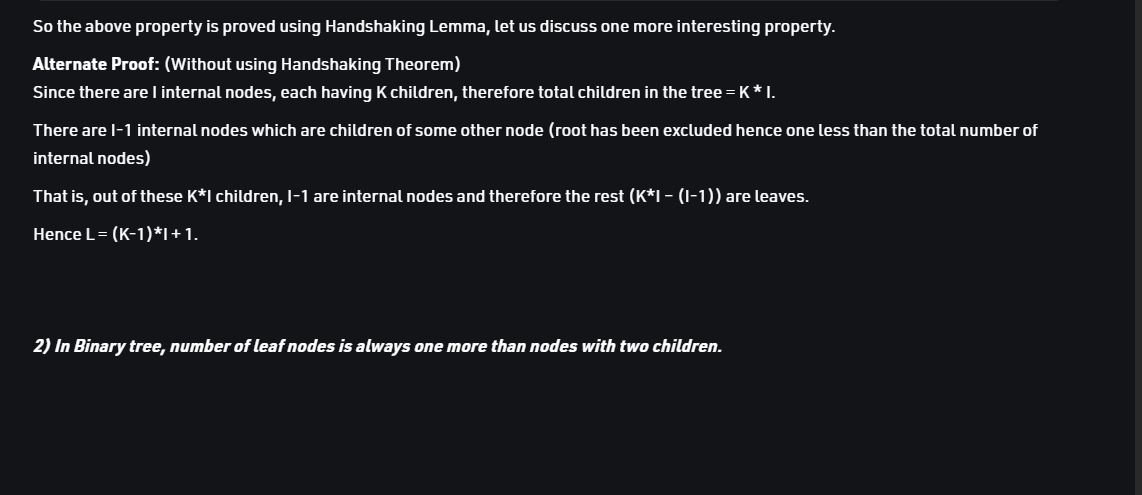 So the above property is proved using Handshaking Lemma, let us discuss one more interesting property.
Alternate Proof: (Without using Handshaking Theorem)
Since there are I internal nodes, each having K children, therefore total children in the tree = K * I.
There are I-1 internal nodes which are children of some other node (root has been excluded hence one less than the total number of
internal nodes)
That is, out of these K*I children, I-1 are internal nodes and therefore the rest (K*I – (I-1)) are leaves.
Hence L = (K-1)*I + 1.
2) In Binary tree, number of leaf nodes is always one more than nodes with two children.